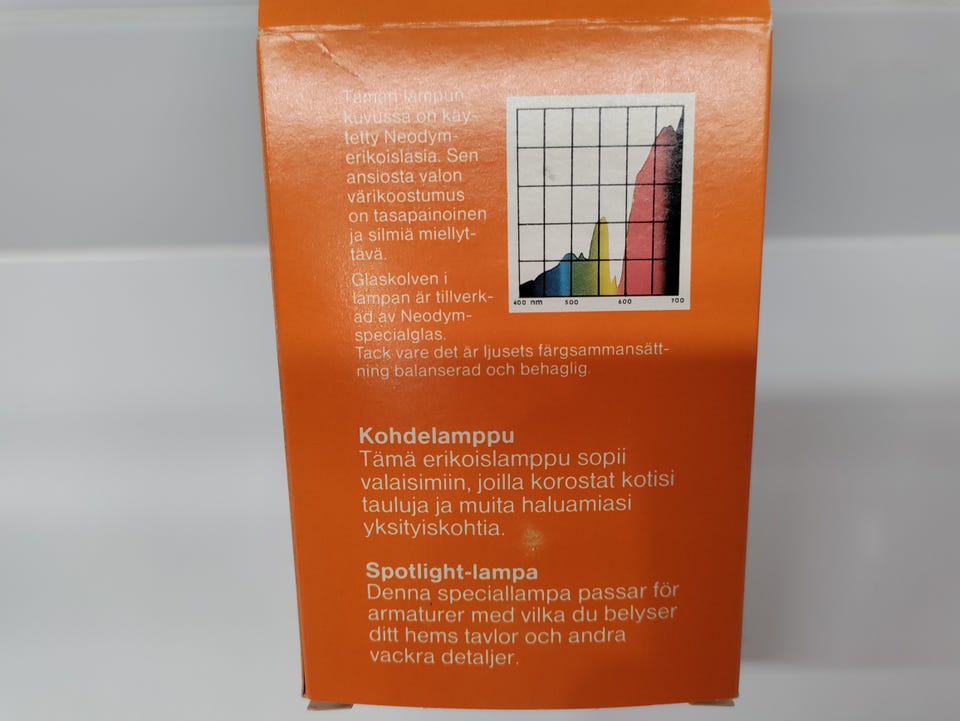 Tämän lampun
kuvussa on käy-
tetty Neodym-
erikoislasia. Sen
ansiosta valon
värikoostumus
on tasapainoinen
ja silmiä miellyt-
tävä.
Glaskolven i
lampan är tillverk-
ad av Neodym-
specialglas.
Tack vare det är ljusets färgsammansätt-
ning balanserad och behaglig.
400 nm 500 600 700
Kohdelamppu
Tämä erikoislamppu sopii
valaisimiin, joilla korostat kotisi
tauluja ja muita haluamiasi
yksityiskohtia.
Spotlight-lampa
Denna speciallampa passar för
armaturer med vilka du belyser
ditt hems tavlor och andra
vackra detaljer.